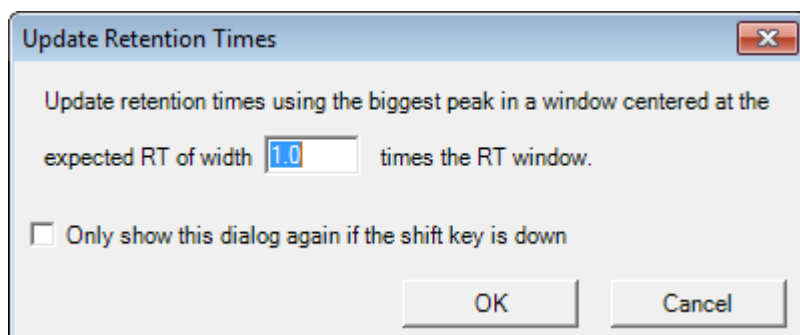 Update Retention Times
Update retention times using the biggest peak in a window centered at the
expected RT of width 1.0 times the RT window.
Only show this dialog again if the shift key is down
OK Cancel